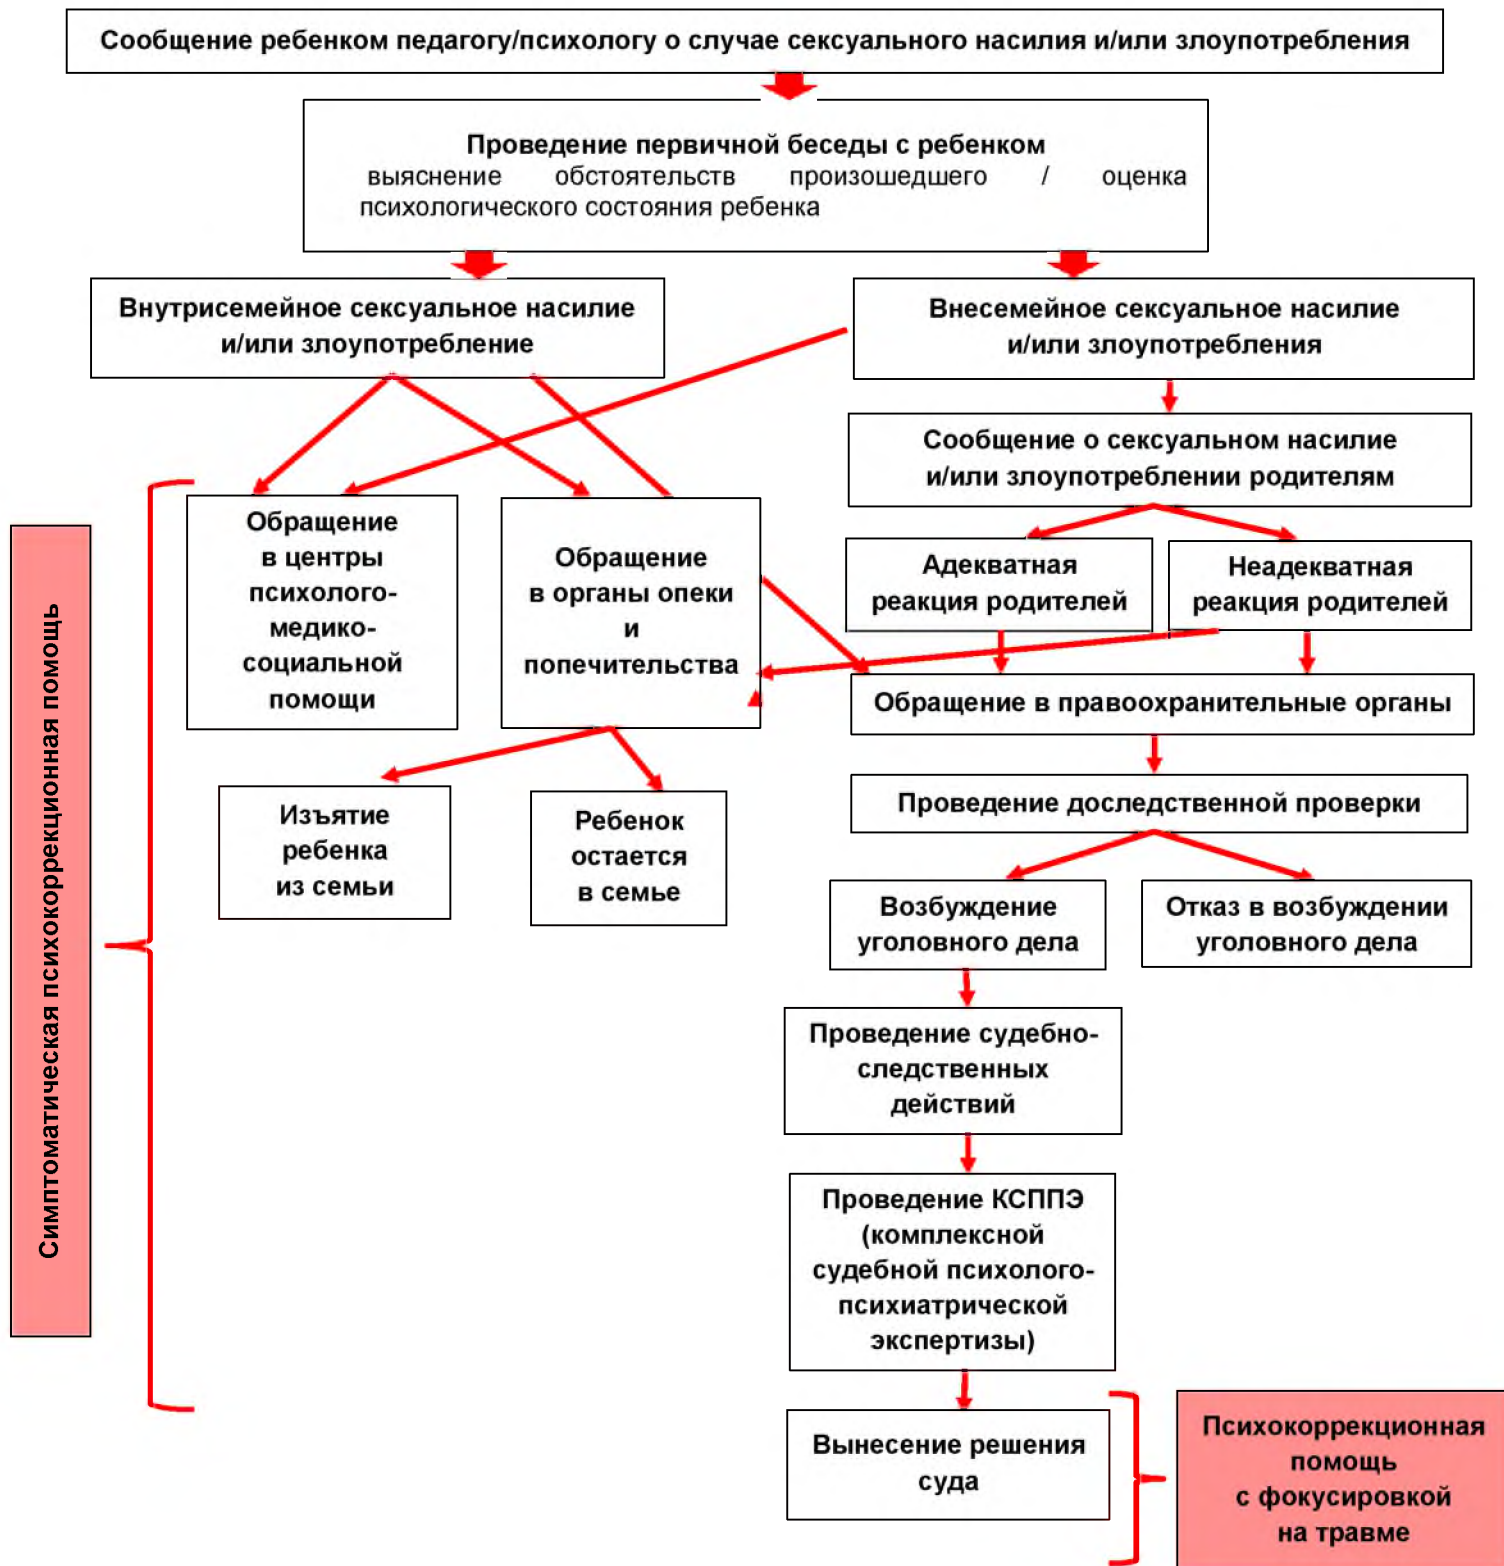 Сообщение ребенком педагогу/психологу о случае сексуального насилия и/или злоупотребления
Проведение первичной беседы с ребенком
выяснение обстоятельств произошедшего / оценка
психологического состояния ребенка
Внутрисемейное сексуальное насилие
и/или злоупотребление
Внесемейное сексуальное насилие
и/или злоупотребления
Сообщение о сексуальном насилие
и/или злоупотреблении родителям
Обращение
в центры
психолого-
медико-
социальной
помощи
Обращение
в органы опеки
и
попечительства
Адекватная
реакция родителей
Неадекватная
реакция родителей
Обращение в правоохранительные органы
Изъятие
ребенка
из семьи
Ребенок
остается
в семье
Проведение доследственной проверки
Возбуждение
уголовного дела
Отказ в возбуждении
уголовного дела
Проведение судебно-
следственных
действий
Проведение КСППЭ
(комплексной
судебной психолого-
психиатрической
экспертизы)
Вынесение решения
суда
Симптоматическая психокоррекционная помощь
Психокоррекционная
помощь
с фокусировкой
на травме